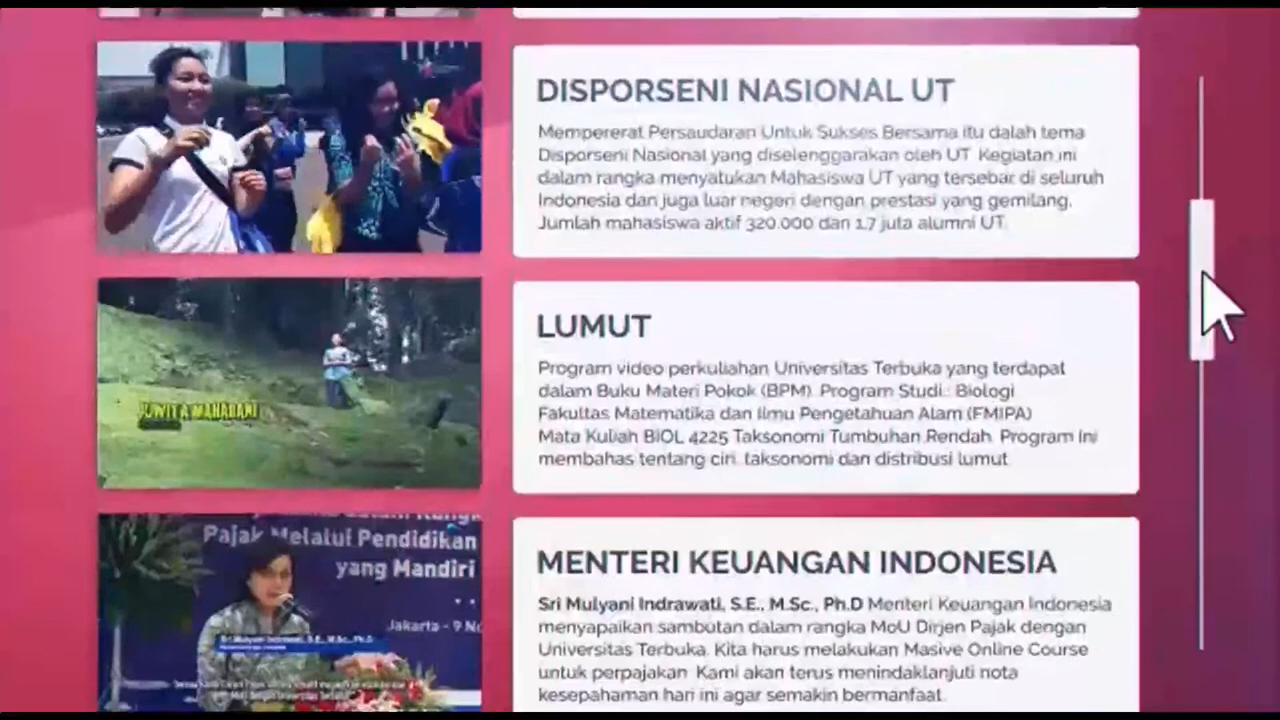 DISPORSENI NASIONAL UT
Mempererat Persaudaran Untuk Sukses Bersama itu dalah tema
Disporseni Nasional yang diselenggarakan oleh UT. Kegiatan ini
dalam rangka menyatukan Mahasiswa UT yang tersebar di seluruh
Indonesia dan juga luar negeri dengan prestasi yang gemilang.
Jumlah mahasiswa aktif 320.000 dan 1,7 juta alumni UT.
JUWITA MAHARANI
LUMUT
Program video perkuliahan Universitas Terbuka yang terdapat
dalam Buku Materi Pokok (BPM). Program Studi : Biologi
Fakultas Matematika dan Ilmu Pengetahuan Alam (FMIPA)
Mata Kuliah BIOL 4225 Taksonomi Tumbuhan Rendah. Program ini
membahas tentang ciri, taksonomi dan distribusi lumut.
Pajak Melalui Pendidikan
yang Mandiri
Jakarta - 9 No
Sri Mulyani Indrawati, S.E., M.Sc., Ph.D
MENTERI KEUANGAN INDONESIA
Sri Mulyani Indrawati, S.E., M.Sc., Ph.D Menteri Keuangan Indonesia
menyapaikan sambutan dalam rangka MoU Dirjen Pajak dengan
Universitas Terbuka. Kita harus melakukan Masive Online Course
untuk perpajakan. Kami akan terus menindaklanjuti nota
kesepahaman hari ini agar semakin bermanfaat.